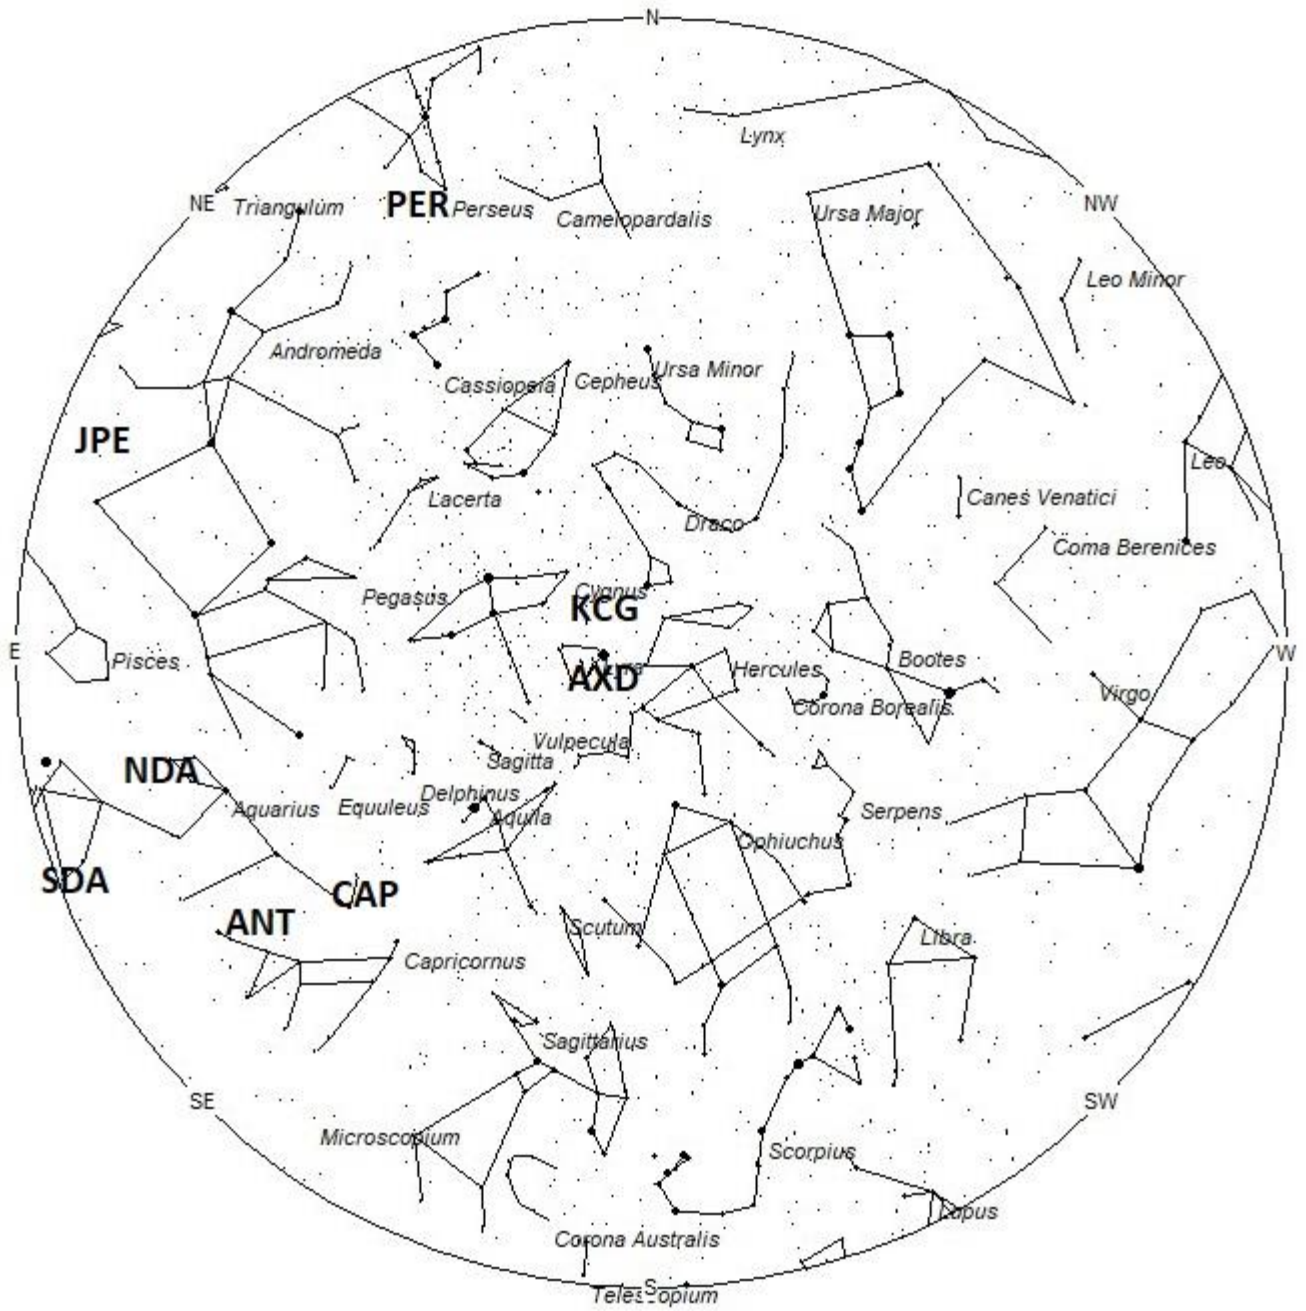 N
Lynx
NE
Triangulum
PER
Perseus
Camelopardalis
Ursa Major
NW
Leo Minor
Andromeda
Cassiopeia
Cepheus
Ursa Minor
JPE
Lacerta
Draco
Canes Venatici
Leo
Coma Berenices
Pegasus
Cygnus
KCG
E
Pisces
AXD
Hercules
Bootes
W
Corona Borealis
Virgo
Vulpecula
Sagitta
NDA
Aquarius
Equuleus
Delphinus
Aquila
Serpens
Ophiuchus
SDA
CAP
ANT
Scutum
Libra
Capricornus
Sagittarius
SE
SW
Microscopium
Scorpius
Lupus
Corona Australis
S
Telescopium